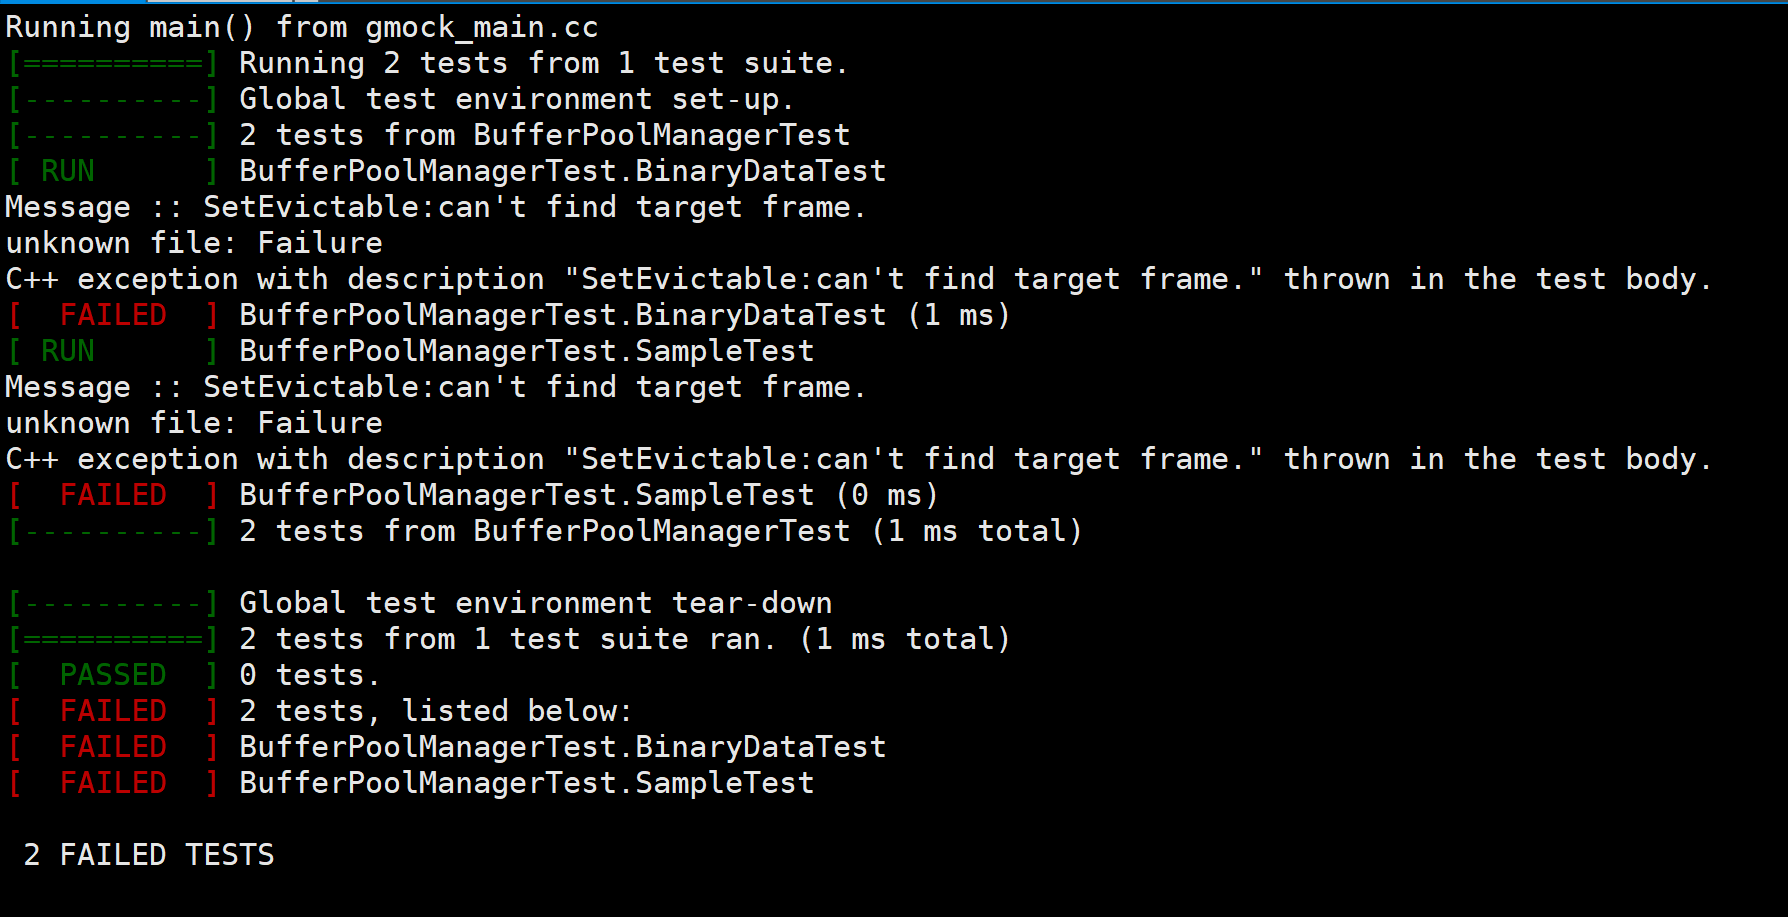 Running main() from gmock_main.cc
[==========] Running 2 tests from 1 test suite.
[----------] Global test environment set-up.
[----------] 2 tests from BufferPoolManagerTest
[ RUN      ] BufferPoolManagerTest.BinaryDataTest
Message :: SetEvictable:can't find target frame.
unknown file: Failure
C++ exception with description "SetEvictable:can't find target frame." thrown in the test body.
[  FAILED  ] BufferPoolManagerTest.BinaryDataTest (1 ms)
[ RUN      ] BufferPoolManagerTest.SampleTest
Message :: SetEvictable:can't find target frame.
unknown file: Failure
C++ exception with description "SetEvictable:can't find target frame." thrown in the test body.
[  FAILED  ] BufferPoolManagerTest.SampleTest (0 ms)
[----------] 2 tests from BufferPoolManagerTest (1 ms total)
[----------] Global test environment tear-down
[==========] 2 tests from 1 test suite ran. (1 ms total)
[  PASSED  ] 0 tests.
[  FAILED  ] 2 tests, listed below:
[  FAILED  ] BufferPoolManagerTest.BinaryDataTest
[  FAILED  ] BufferPoolManagerTest.SampleTest
 2 FAILED TESTS